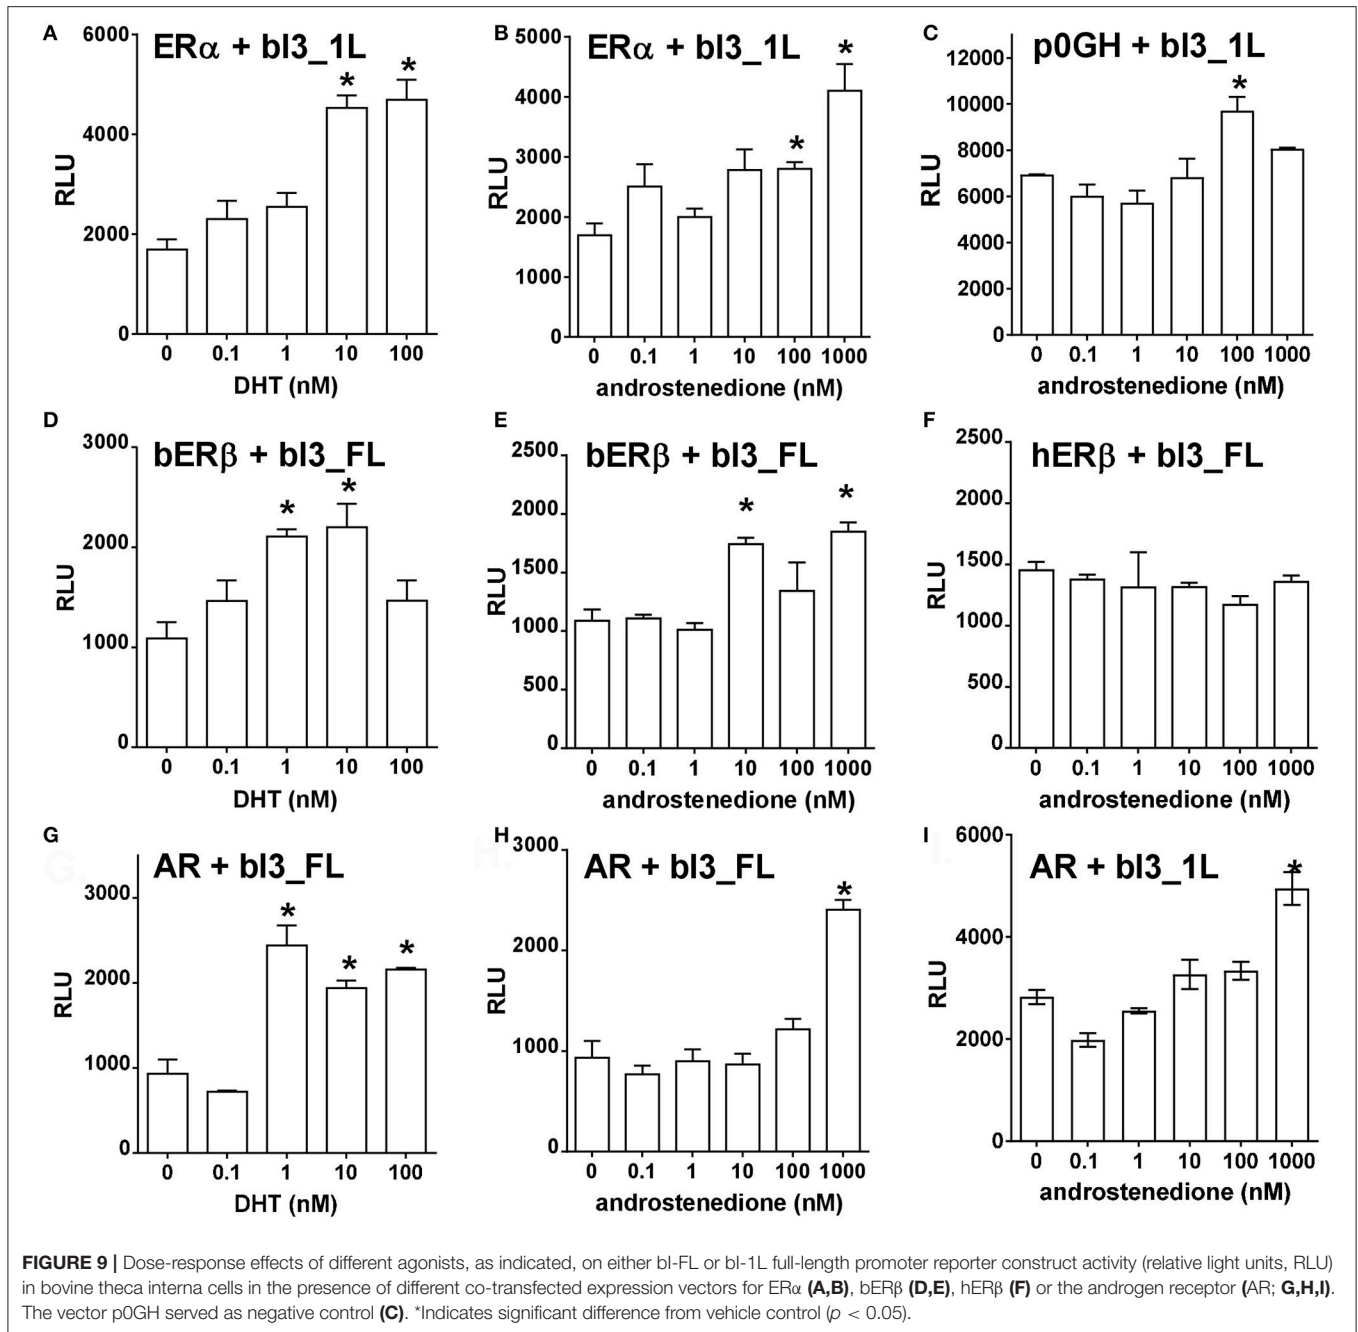 A ERα + bI3_1L
6000
4000
2000
0
RLU
* *
0 0.1 1 10 100
DHT (nM)
B ERα + bI3_1L
5000
4000
3000
2000
1000
0
RLU
* *
0 0.1 1 10 100 1000
androstenedione (nM)
C p0GH + bI3_1L
12000
10000
8000
6000
4000
2000
0
RLU
*
0 0.1 1 10 100 1000
androstenedione (nM)
D bERβ + bI3_FL
3000
2000
1000
0
RLU
* *
0 0.1 1 10 100
DHT (nM)
E bERβ + bI3_FL
2500
2000
1500
1000
500
0
RLU
* *
0 0.1 1 10 100 1000
androstenedione (nM)
F hERβ + bI3_FL
2500
2000
1500
1000
500
0
RLU
0 0.1 1 10 100 1000
androstenedione (nM)
G AR + bI3_FL
G.
3000
2000
1000
0
RLU
* * *
0 0.1 1 10 100
DHT (nM)
H AR + bI3_FL
H.
3000
2000
1000
0
RLU
*
0 0.1 1 10 100 1000
androstenedione (nM)
I AR + bI3_1L
I.
6000
4000
2000
0
RLU
*
0 0.1 1 10 100 1000
androstenedione (nM)
FIGURE 9 | Dose-response effects of different agonists, as indicated, on either bI-FL or bI-1L full-length promoter reporter construct activity (relative light units, RLU)
in bovine theca interna cells in the presence of different co-transfected expression vectors for ERα (A,B), bERβ (D,E), hERβ (F) or the androgen receptor (AR; G,H,I).
The vector p0GH served as negative control (C). *Indicates significant difference from vehicle control (p < 0.05).